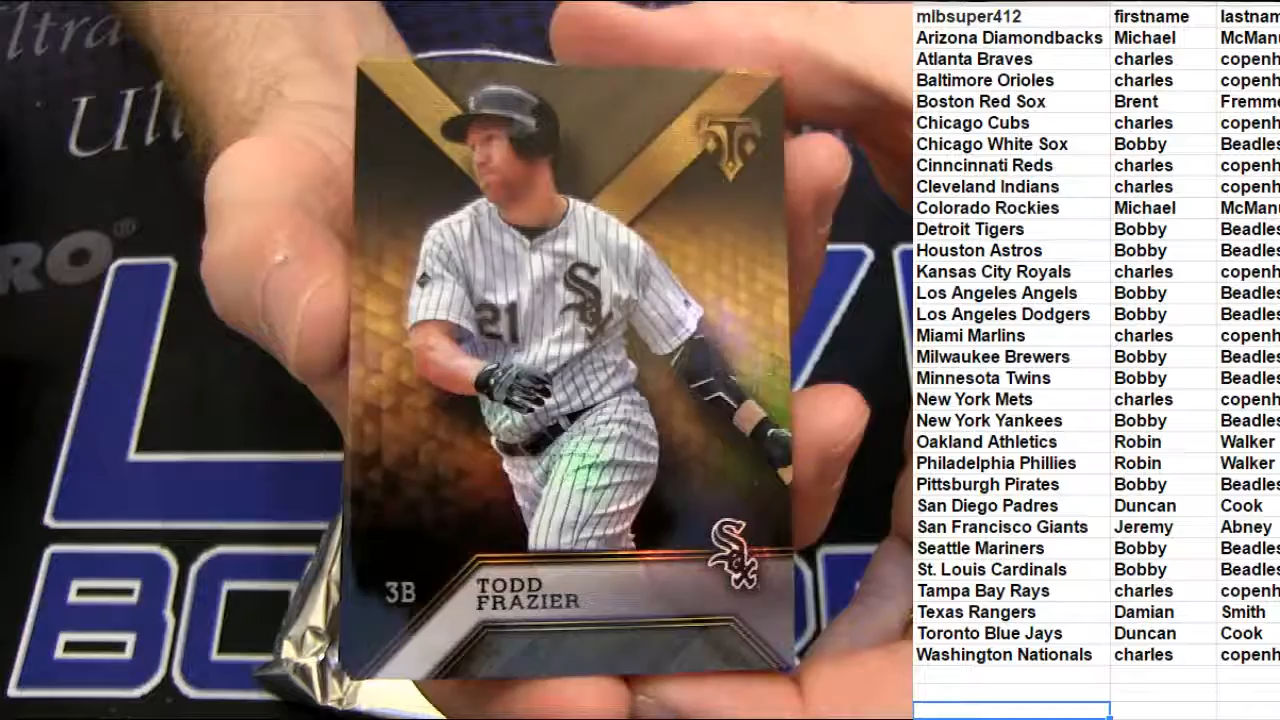 ltra
Ul
RO®
L
BO
21
Sox
T
3B
TODD
FRAZIER
Sox
mlbsuper412 firstname
Arizona Diamondbacks Michael
Atlanta Braves charles
Baltimore Orioles charles
Boston Red Sox Brent
Chicago Cubs charles
Chicago White Sox Bobby
Cinncinnati Reds charles
Cleveland Indians charles
Colorado Rockies Michael
Detroit Tigers Bobby
Houston Astros Bobby
Kansas City Royals charles
Los Angeles Angels Bobby
Los Angeles Dodgers Bobby
Miami Marlins charles
Milwaukee Brewers Bobby
Minnesota Twins Bobby
New York Mets charles
New York Yankees Bobby
Oakland Athletics Robin Walker
Philadelphia Phillies Robin Walker
Pittsburgh Pirates Bobby
San Diego Padres Duncan Cook
San Francisco Giants Jeremy Abney
Seattle Mariners Bobby
St. Louis Cardinals Bobby
Tampa Bay Rays charles
Texas Rangers Damian Smith
Toronto Blue Jays Duncan Cook
Washington Nationals charles